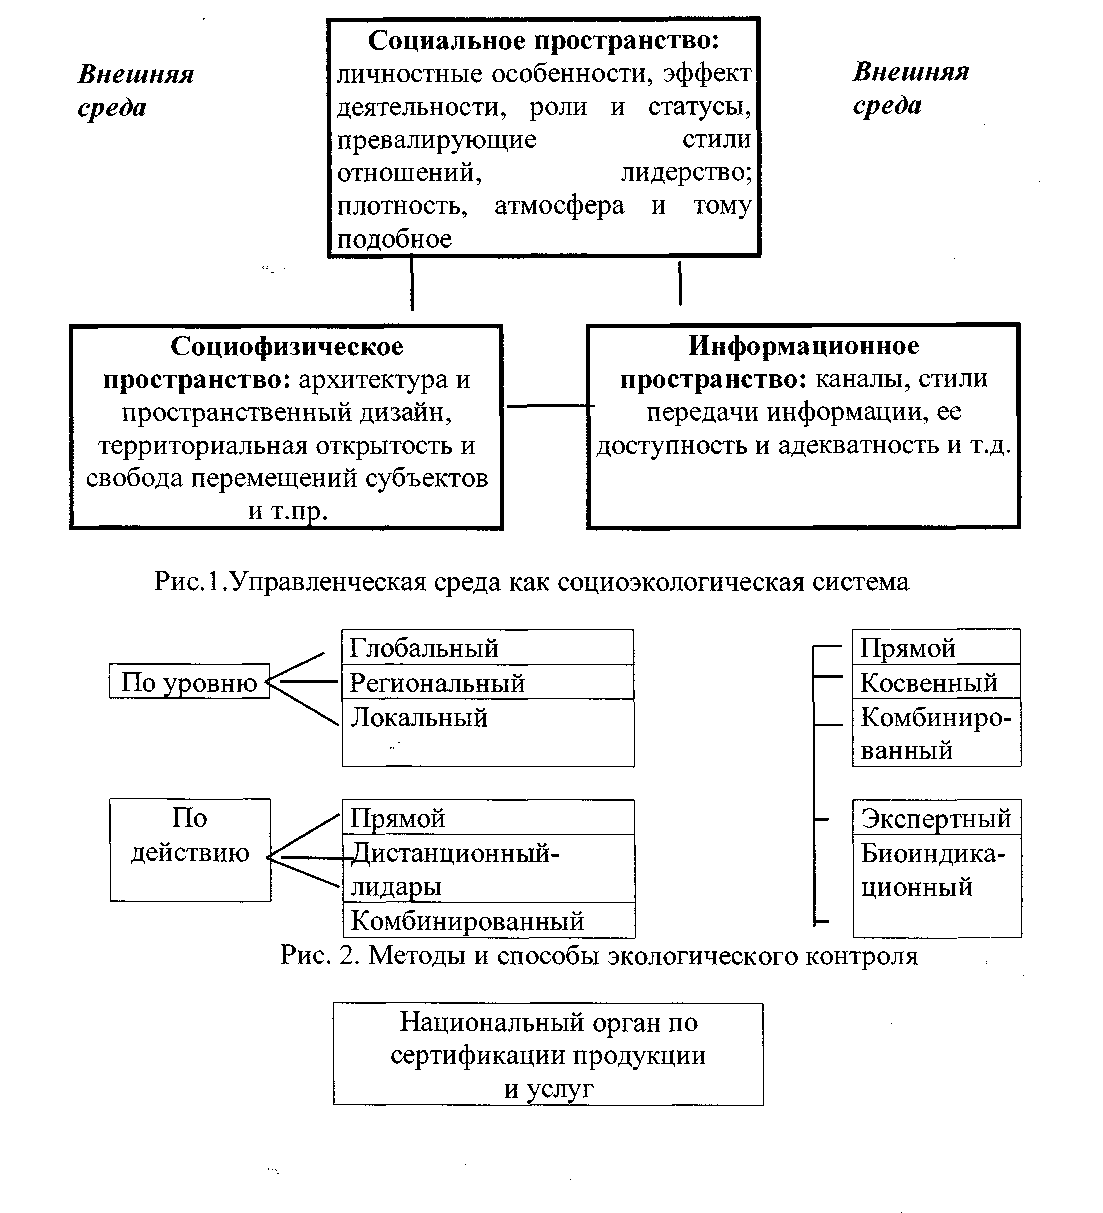 Социальное пространство:
личностные особенности, эффект
деятельности, роли и статусы,
превалирующие стили
отношений, лидерство;
плотность, атмосфера и тому
подобное
Внешняя
среда
Внешняя
среда
Социофизическое
пространство: архитектура и
пространственный дизайн,
территориальная открытость и
свобода перемещений субъектов
и т.пр.
Информационное
пространство: каналы, стили
передачи информации, ее
доступность и адекватность и т.д.
Рис.1.Управленческая среда как социоэкологическая система
По уровню
Глобальный
Региональный
Локальный
Прямой
Косвенный
Комбиниро-
ванный
По
действию
Прямой
Дистанционный-
лидары
Комбинированный
Экспертный
Биоиндика-
ционный
Рис. 2. Методы и способы экологического контроля
Национальный орган по
сертификации продукции
и услуг